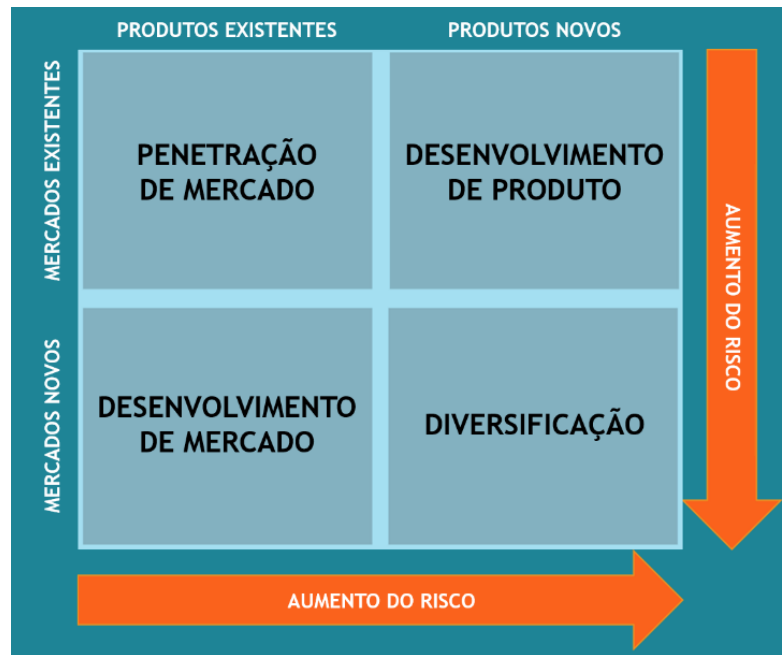 PRODUTOS EXISTENTES
PRODUTOS NOVOS
MERCADOS EXISTENTES
PENETRAÇÃO
DE MERCADO
DESENVOLVIMENTO
DE PRODUTO
AUMENTO DO RISCO
MERCADOS NOVOS
DESENVOLVIMENTO
DE MERCADO
DIVERSIFICAÇÃO
AUMENTO DO RISCO